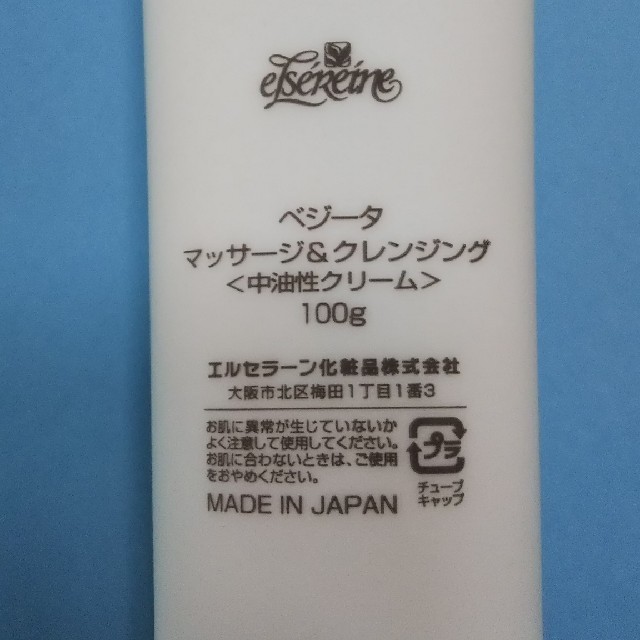 elséreine
ベジータ
マッサージ&クレンジング
<中油性クリーム>
100g
エルセラーン化粧品株式会社
大阪市北区梅田1丁目1番3
お肌に異常が生じていないか
よく注意して使用してください。
お肌に合わないときは、ご使用
をおやめください。
プラ
チューブ
キャップ
MADE IN JAPAN